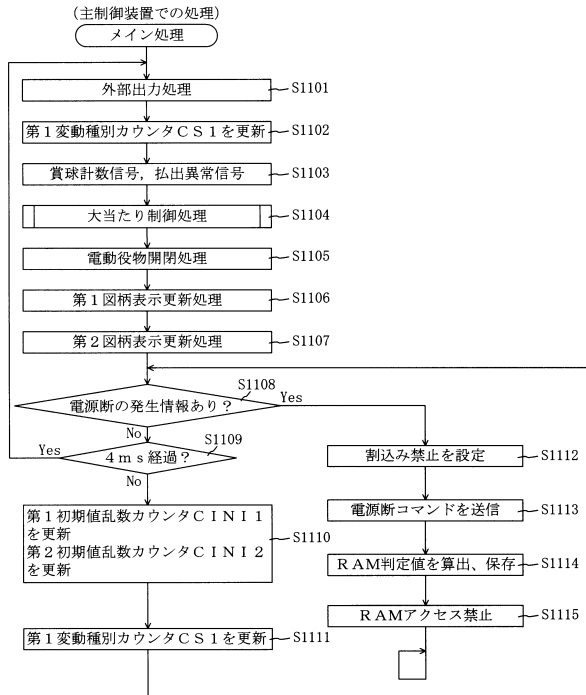 (主制御装置での処理)
メイン処理
外部出力処理 S1101
第1変動種別カウンタCS1を更新 S1102
賞球計数信号,払出異常信号 S1103
大当たり制御処理 S1104
電動役物開閉処理 S1105
第1図柄表示更新処理 S1106
第2図柄表示更新処理 S1107
S1108
電源断の発生情報あり? Yes
No
S1109
Yes 4ms経過?
No
第1初期値乱数カウンタCINI1
を更新
第2初期値乱数カウンタCINI2
を更新
S1110
第1変動種別カウンタCS1を更新 S1111
割込み禁止を設定 S1112
電源断コマンドを送信 S1113
RAM判定値を算出、保存 S1114
RAMアクセス禁止 S1115